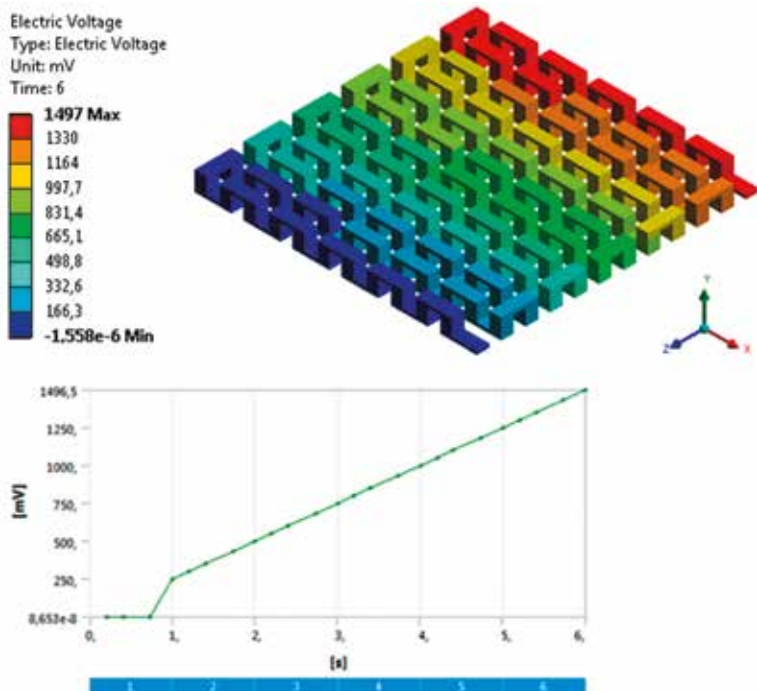 Electric Voltage
Type: Electric Voltage
Unit: mV
Time: 6
1497 Max
1330
1164
997,7
831,4
665,1
498,8
332,6
166,3
-1,558e-6 Min
Y
Z
X
1496,5
1250,
1000,
750,
500,
250,
8,653e-8
[mV]
0,
1,
2,
3,
4,
5,
6,
[s]
1
2
3
4
5
6